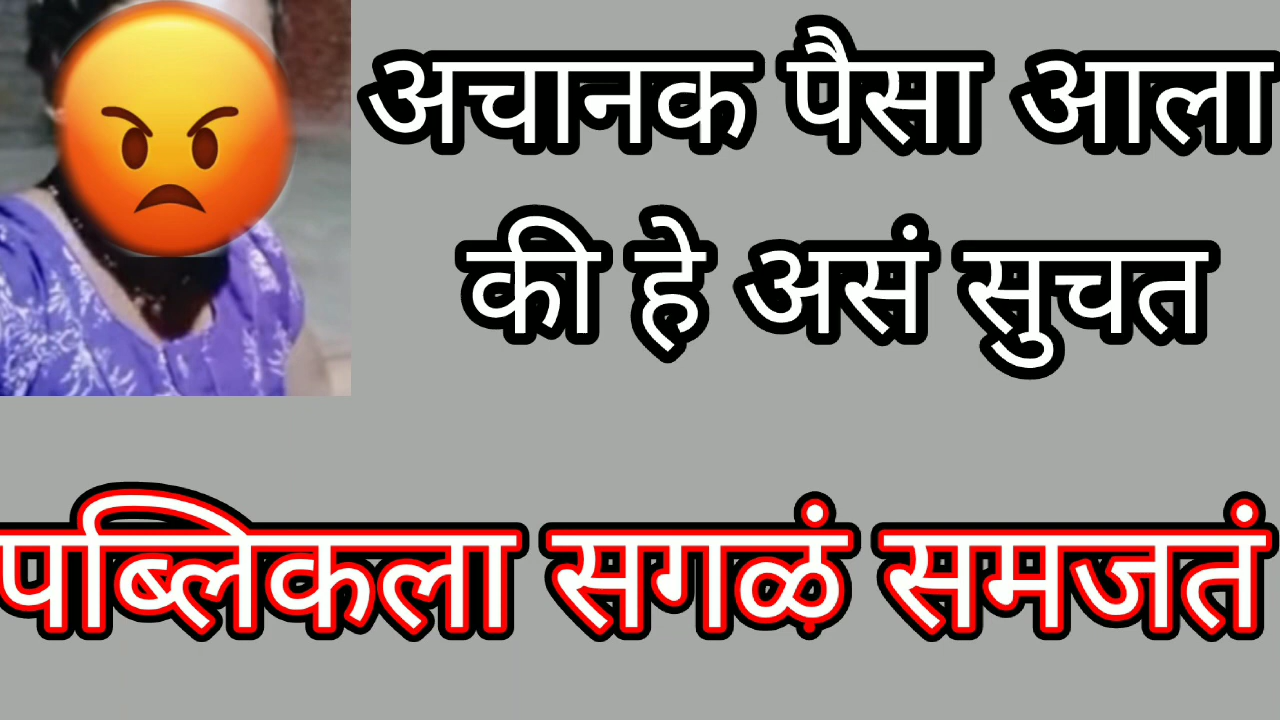 अचानक पैसा आला
की हे असं सुचत
पब्लिकला सगळं समजतं